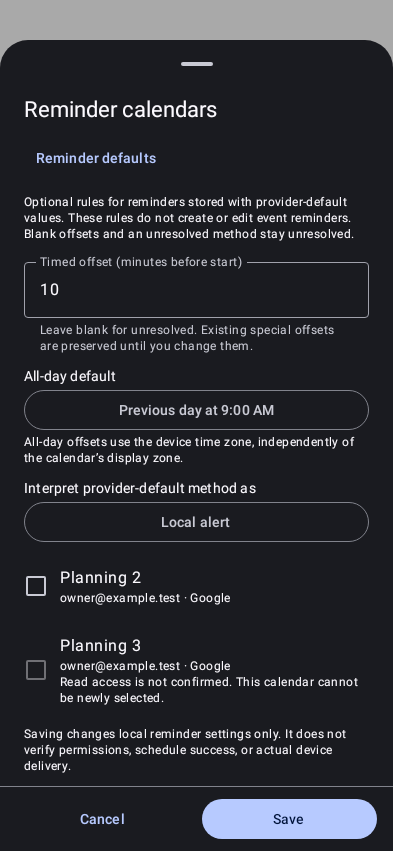 Reminder calendars
Reminder defaults
Optional rules for reminders stored with provider-default
values. These rules do not create or edit event reminders.
Blank offsets and an unresolved method stay unresolved.
Timed offset (minutes before start)
10
Leave blank for unresolved. Existing special offsets
are preserved until you change them.
All-day default
Previous day at 9:00 AM
All-day offsets use the device time zone, independently of
the calendar's display zone.
Interpret provider-default method as
Local alert
Planning 2
owner@example.test · Google
Planning 3
owner@example.test · Google
Read access is not confirmed. This calendar cannot
be newly selected.
Saving changes local reminder settings only. It does not
verify permissions, schedule success, or actual device
delivery.
Cancel
Save